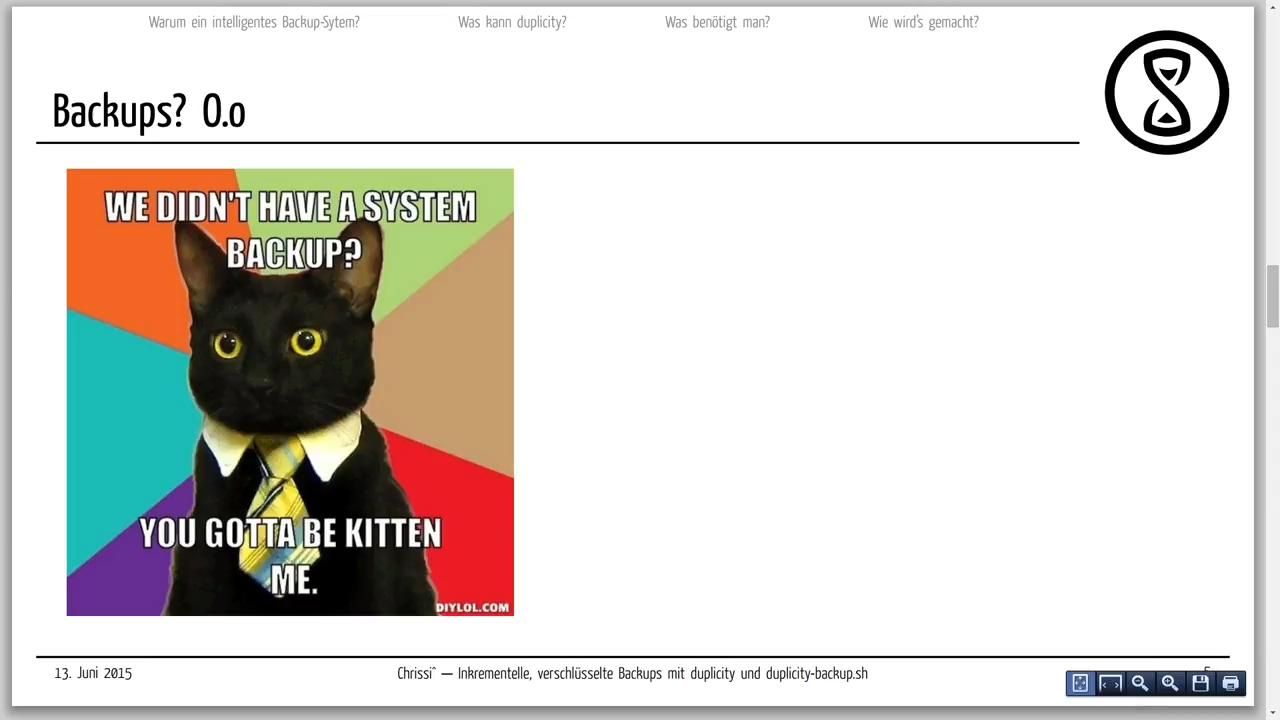 Warum ein intelligentes Backup-Sytem? Was kann duplicity? Was benötigt man? Wie wird's gemacht?
Backups? O.o
WE DIDN'T HAVE A SYSTEM
BACKUP?
YOU GOTTA BE KITTEN
ME.
DIYLOL.COM
13. Juni 2015 Chrissi^ — Inkrementelle, verschlüsselte Backups mit duplicity und duplicity-backup.sh